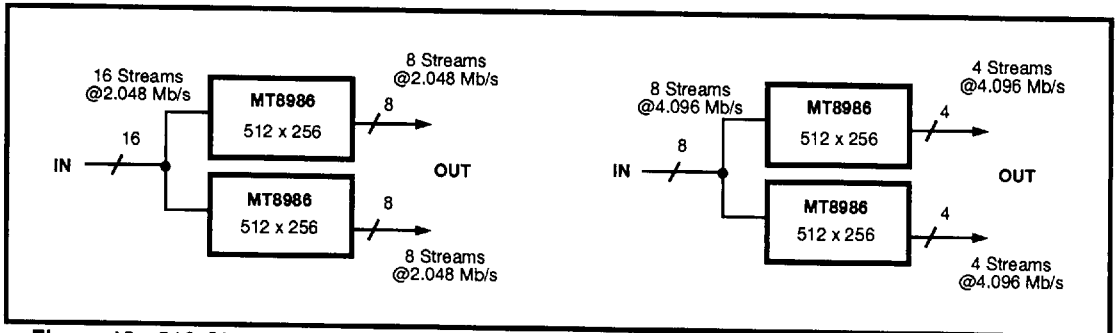 16 Streams
@2.048 Mb/s
8 Streams
@2.048 Mb/s
MT8986
512 x 256
8
16
IN
OUT
MT8986
512 x 256
8
8 Streams
@2.048 Mb/s
8 Streams
@4.096 Mb/s
4 Streams
@4.096 Mb/s
MT8986
512 x 256
4
8
IN
OUT
MT8986
512 x 256
4
4 Streams
@4.096 Mb/s